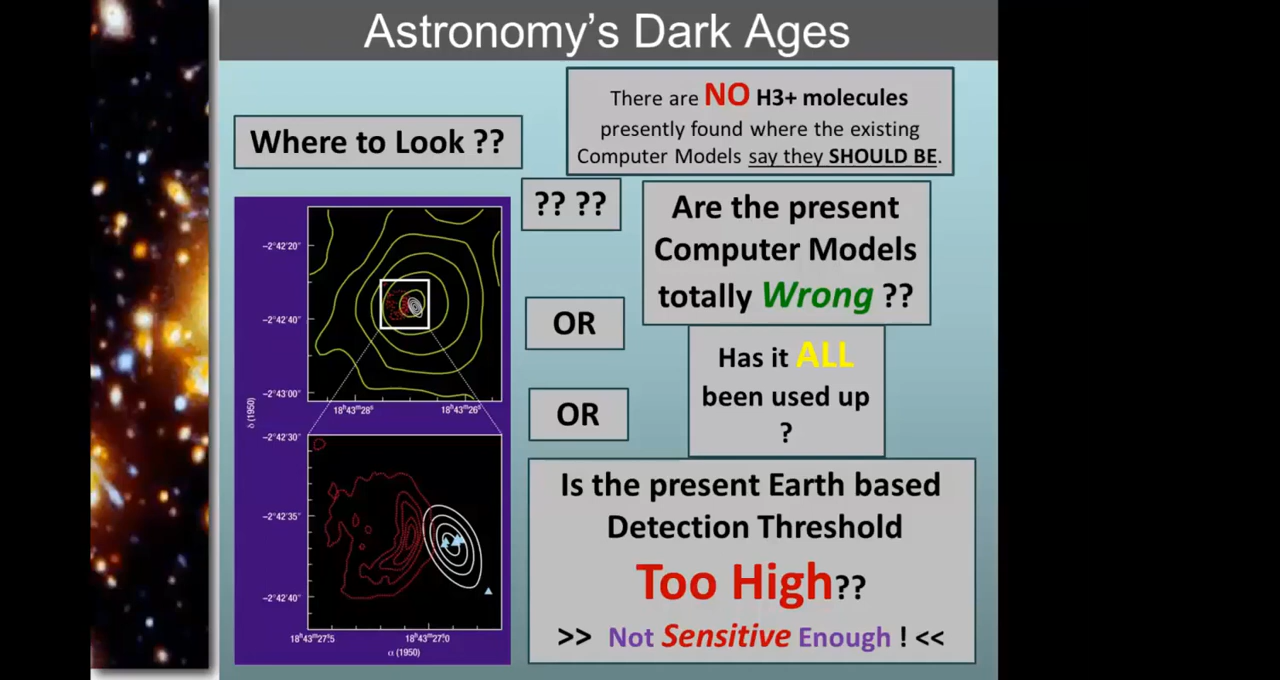 Astronomy's Dark Ages
There are NO H3+ molecules
presently found where the existing
Computer Models say they SHOULD BE.
Where to Look ??
?? ??
Are the present
Computer Models
totally Wrong ??
OR
Has it ALL
been used up
?
OR
Is the present Earth based
Detection Threshold
Too High??
>> Not Sensitive Enough ! <<
−2°42'20"
−2°42'40"
−2°43'00"
18ʰ43ᵐ28ˢ
18ʰ43ᵐ26ˢ
δ (1950)
−2°42'30"
−2°42'35"
−2°42'40"
18ʰ43ᵐ27ˢ.5
18ʰ43ᵐ27ˢ.0
α (1950)